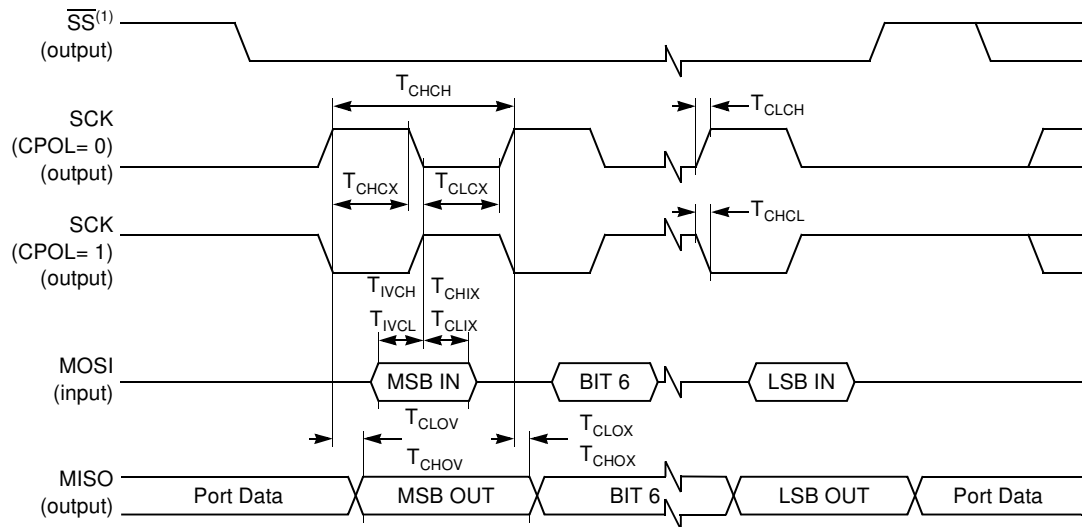 SS(1)
(output)
TCHCH
TCLCH
SCK
(CPOL= 0)
(output)
TCHCX
TCLCX
TCHCL
SCK
(CPOL= 1)
(output)
TIVCH
TCHIX
TIVCL
TCLIX
MOSI
(input)
MSB IN
BIT 6
LSB IN
TCLOV
TCLOX
TCHOV
TCHOX
MISO
(output)
Port Data
MSB OUT
BIT 6
LSB OUT
Port Data